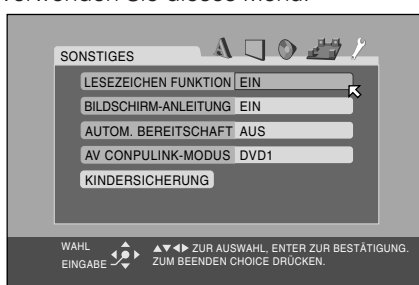 verwenden Sie dieses Menü.
SONSTIGES
LESEZEICHEN FUNKTION EIN
BILDSCHIRM-ANLEITUNG EIN
AUTOM. BEREITSCHAFT AUS
AV CONPULINK-MODUS DVD1
KINDERSICHERUNG
WAHL
EINGABE
ZUR AUSWAHL, ENTER ZUR BESTÄTIGUNG.
ZUM BEENDEN CHOICE DRÜCKEN.